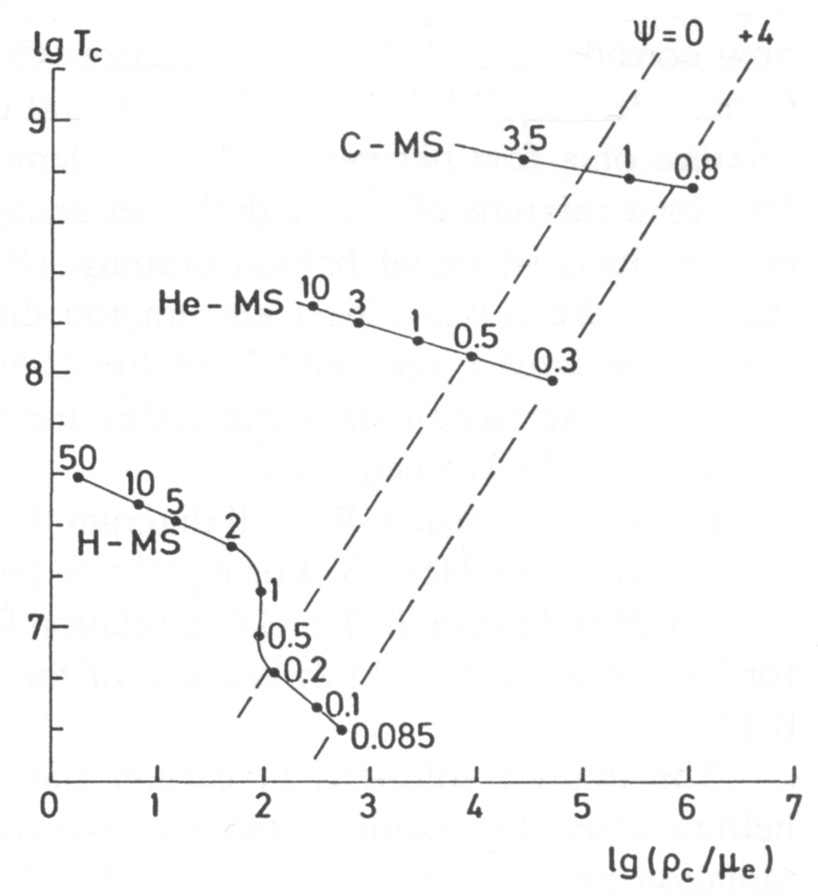 lg T_c
Ψ = 0 +4
9
C-MS 3.5 1 0.8
He-MS 10 3 1 0.5 0.3
8
50 10 5 2
H-MS
1
7
0.5
0.2
0.1
0.085
0 1 2 3 4 5 6 7
lg (ρ_c/μ_e)